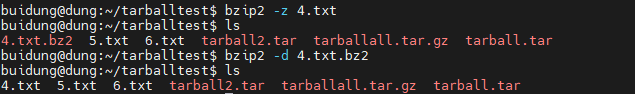 buidung@dung:~/tarballtest$ bzip2 -z 4.txt
buidung@dung:~/tarballtest$ ls
4.txt.bz2  5.txt  6.txt  tarball2.tar  tarballall.tar.gz  tarball.tar
buidung@dung:~/tarballtest$ bzip2 -d 4.txt.bz2
buidung@dung:~/tarballtest$ ls
4.txt  5.txt  6.txt  tarball2.tar  tarballall.tar.gz  tarball.tar